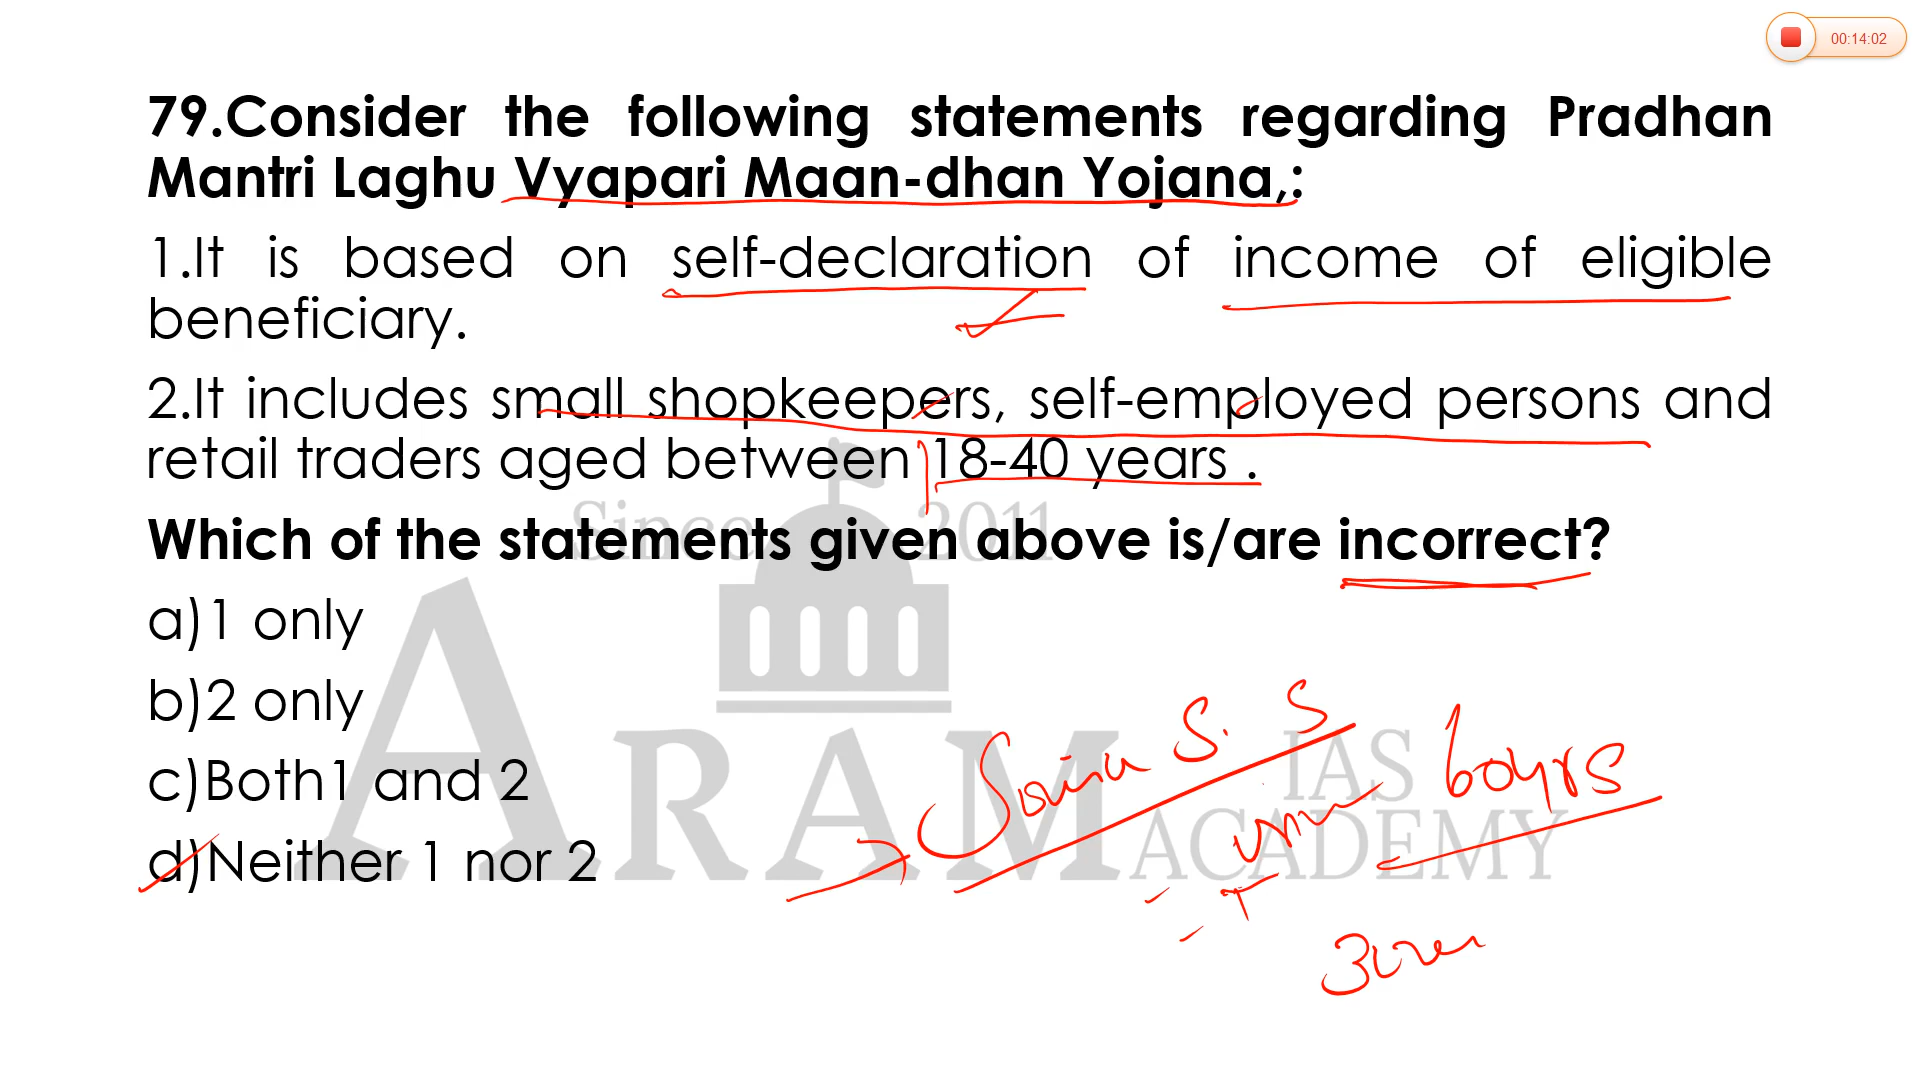 00:14:02
79.Consider the following statements regarding Pradhan
Mantri Laghu Vyapari Maan-dhan Yojana,:
1.It is based on self-declaration of income of eligible
beneficiary.
2.It includes small shopkeepers, self-employed persons and
retail traders aged between 18-40 years .
Since 2011
Which of the statements given above is/are incorrect?
a)1 only
b)2 only
c)Both1 and 2
d)Neither 1 nor 2
ARAM IAS
ACADEMY
S. S
60yrs